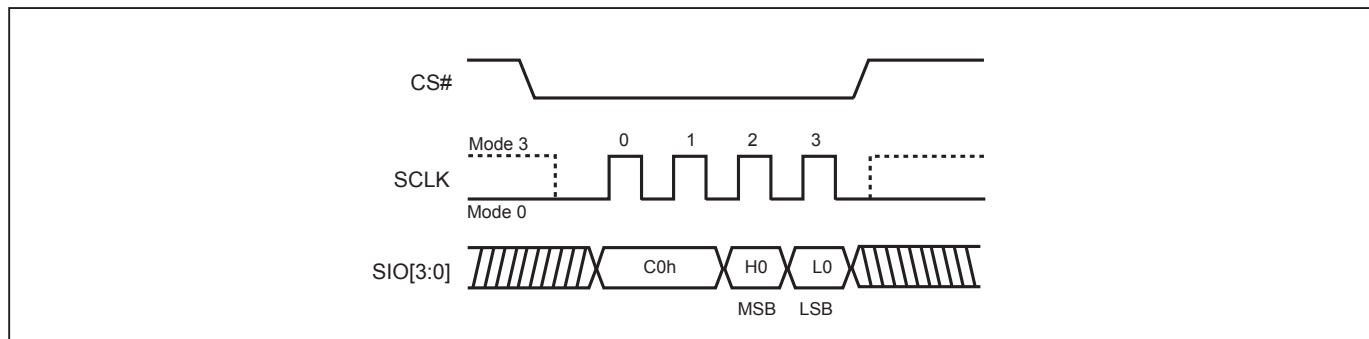 CS#
Mode 3 0 1 2 3
SCLK
Mode 0
SIO[3:0] C0h H0 L0
MSB LSB